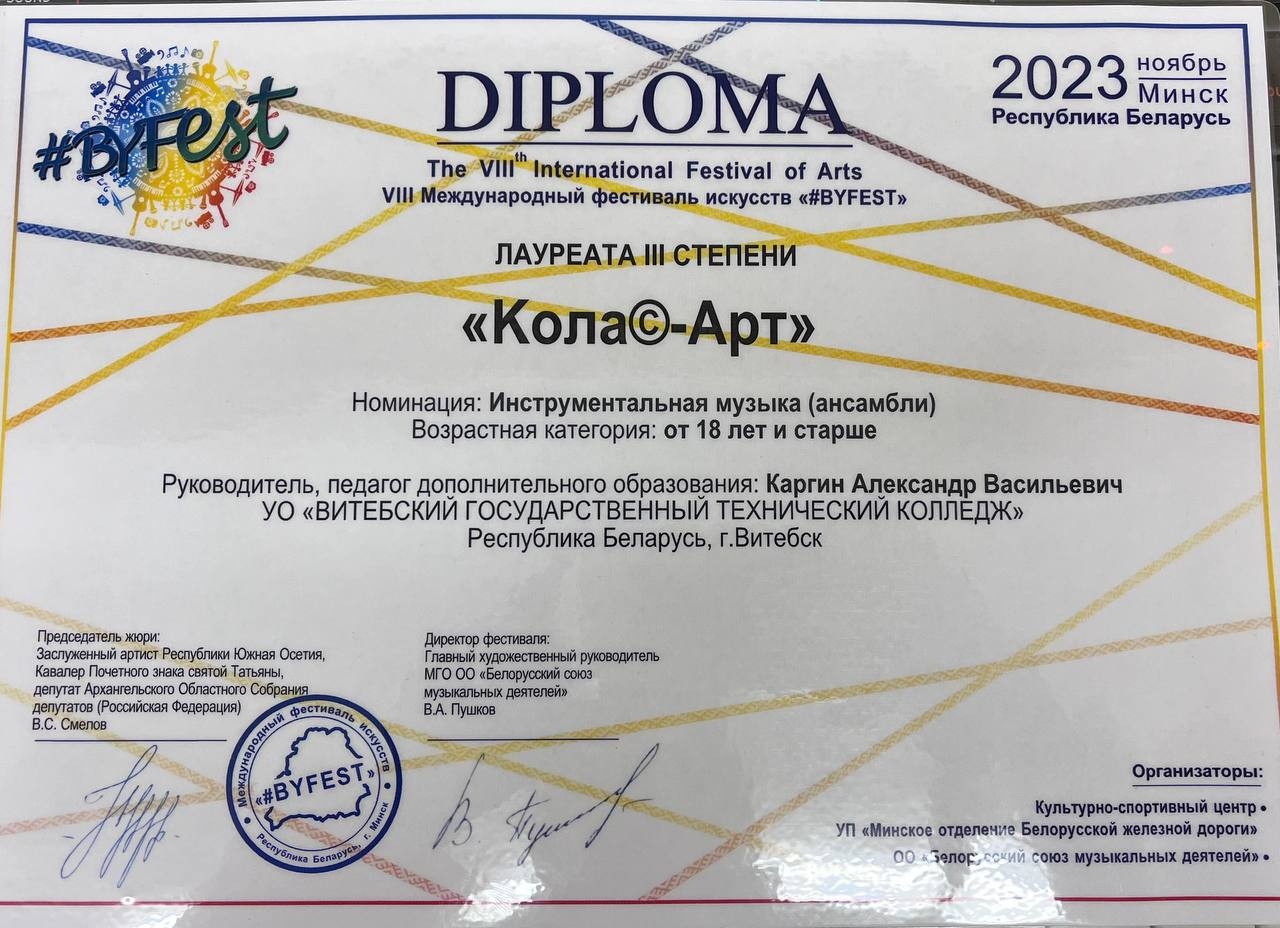 #BYFest
DIPLOMA
2023 ноябрь
Минск
Республика Беларусь
The VIIIth International Festival of Arts
VIII Международный фестиваль искусств «#BYFEST»
ЛАУРЕАТА III СТЕПЕНИ
«Кола©-Арт»
Номинация: Инструментальная музыка (ансамбли)
Возрастная категория: от 18 лет и старше
Руководитель, педагог дополнительного образования: Каргин Александр Васильевич
УО «ВИТЕБСКИЙ ГОСУДАРСТВЕННЫЙ ТЕХНИЧЕСКИЙ КОЛЛЕДЖ»
Республика Беларусь, г.Витебск
Председатель жюри:
Заслуженный артист Республики Южная Осетия,
Кавалер Почетного знака святой Татьяны,
депутат Архангельского Областного Собрания
депутатов (Российская Федерация)
В.С. Смелов
Директор фестиваля:
Главный художественный руководитель
МГО ОО «Белорусский союз
музыкальных деятелей»
В.А. Пушков
Международный фестиваль искусств
«#BYFEST»
Республика Беларусь, г. Минск
Организаторы:
Культурно-спортивный центр •
УП «Минское отделение Белорусской железной дороги»
ОО «Белорусский союз музыкальных деятелей» •